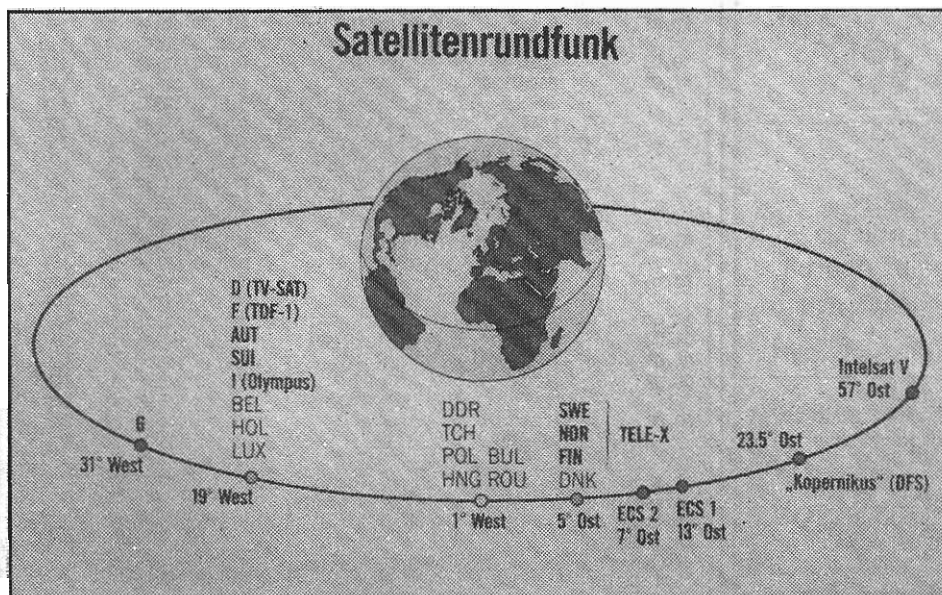 Satellitenrundfunk
D (TV-SAT)
F (TDF-1)
AUT
SUI
I (Olympus)
BEL
HOL
LUX
G
31° West
19° West
DDR
TCH
POL BUL
HNG ROU
1° West
SWE
NOR
FIN
DNK
TELE-X
5° Ost
ECS 2
7° Ost
ECS 1
13° Ost
23.5° Ost
„Kopernikus“ (DFS)
Intelsat V
57° Ost